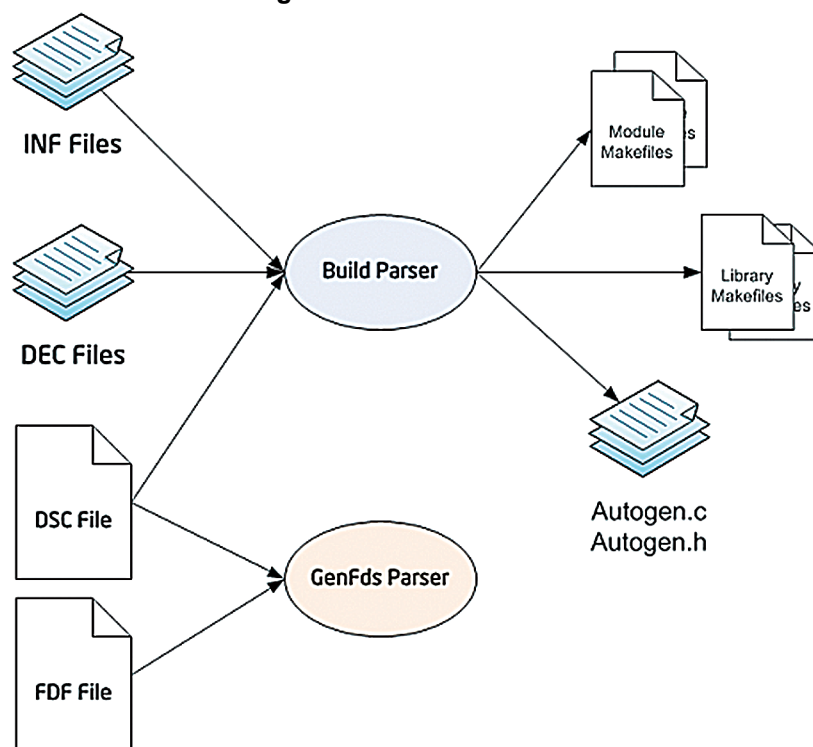 INF Files
DEC Files
DSC File
FDF File
Build Parser
GenFds Parser
Module
Makefiles
Library
Makefiles
Autogen.c
Autogen.h